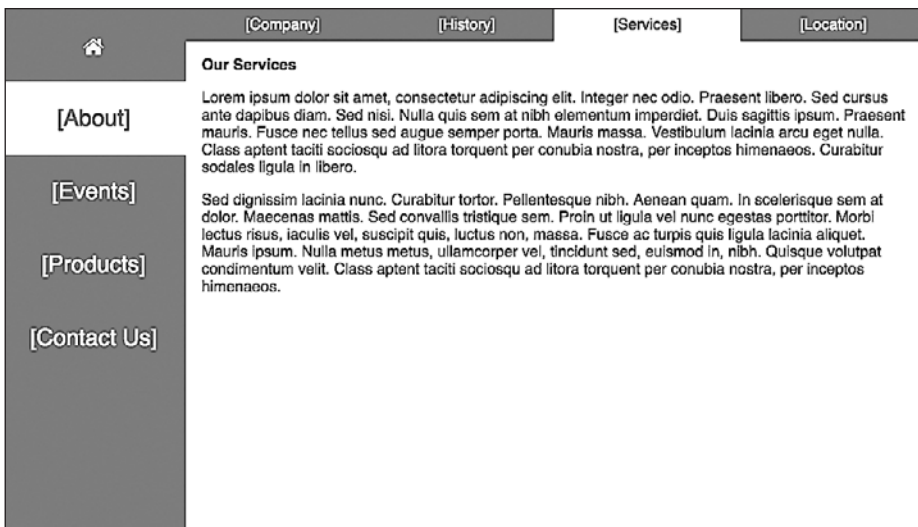 [Company] [History] [Services] [Location]
[About]
[Events]
[Products]
[Contact Us]
Our Services
Lorem ipsum dolor sit amet, consectetur adipiscing elit. Integer nec odio. Praesent libero. Sed cursus
ante dapibus diam. Sed nisi. Nulla quis sem at nibh elementum imperdiet. Duis sagittis ipsum. Praesent
mauris. Fusce nec tellus sed augue semper porta. Mauris massa. Vestibulum lacinia arcu eget nulla.
Class aptent taciti sociosqu ad litora torquent per conubia nostra, per inceptos himenaeos. Curabitur
sodales ligula in libero.
Sed dignissim lacinia nunc. Curabitur tortor. Pellentesque nibh. Aenean quam. In scelerisque sem at
dolor. Maecenas mattis. Sed convallis tristique sem. Proin ut ligula vel nunc egestas porttitor. Morbi
lectus risus, iaculis vel, suscipit quis, luctus non, massa. Fusce ac turpis quis ligula lacinia aliquet.
Mauris ipsum. Nulla metus metus, ullamcorper vel, tincidunt sed, euismod in, nibh. Quisque volutpat
condimentum velit. Class aptent taciti sociosqu ad litora torquent per conubia nostra, per inceptos
himenaeos.